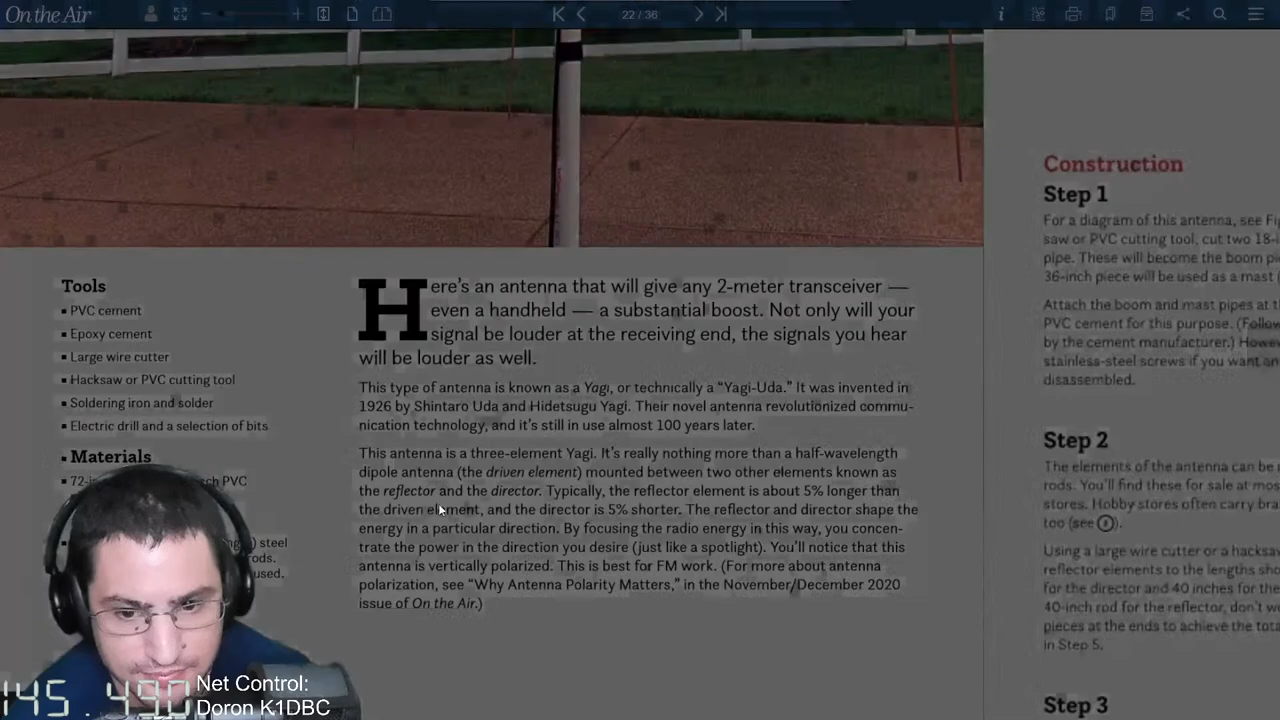 On the Air
22 / 36
Tools
▪ PVC cement
▪ Epoxy cement
▪ Large wire cutter
▪ Hacksaw or PVC cutting tool
▪ Soldering iron and solder
▪ Electric drill and a selection of bits
▪ Materials
72-in
ch PVC
steel
rods.
used.
Here's an antenna that will give any 2-meter transceiver —
even a handheld — a substantial boost. Not only will your
signal be louder at the receiving end, the signals you hear
will be louder as well.
This type of antenna is known as a Yagi, or technically a “Yagi-Uda.” It was invented in
1926 by Shintaro Uda and Hidetsugu Yagi. Their novel antenna revolutionized commu-
nication technology, and it's still in use almost 100 years later.
This antenna is a three-element Yagi. It's really nothing more than a half-wavelength
dipole antenna (the driven element) mounted between two other elements known as
the reflector and the director. Typically, the reflector element is about 5% longer than
the driven element, and the director is 5% shorter. The reflector and director shape the
energy in a particular direction. By focusing the radio energy in this way, you concen-
trate the power in the direction you desire (just like a spotlight). You'll notice that this
antenna is vertically polarized. This is best for FM work. (For more about antenna
polarization, see “Why Antenna Polarity Matters,” in the November/December 2020
issue of On the Air.)
Construction
Step 1
For a diagram of this antenna, see Fig
saw or PVC cutting tool, cut two 18-i
pipe. These will become the boom pi
36-inch piece will be used as a mast
Attach the boom and mast pipes at t
PVC cement for this purpose. (Follow
by the cement manufacturer.) Howev
stainless-steel screws if you want an
disassembled.
Step 2
The elements of the antenna can be
rods. You'll find these for sale at mos
stores. Hobby stores often carry bra
too (see
Using a large wire cutter or a hacksa
reflector elements to the lengths sho
for the director and 40 inches for the
40-inch rod for the reflector, don't wo
pieces at the ends to achieve the tota
in Step 5.
Step 3
145.490
Net Control:
Doron K1DBC